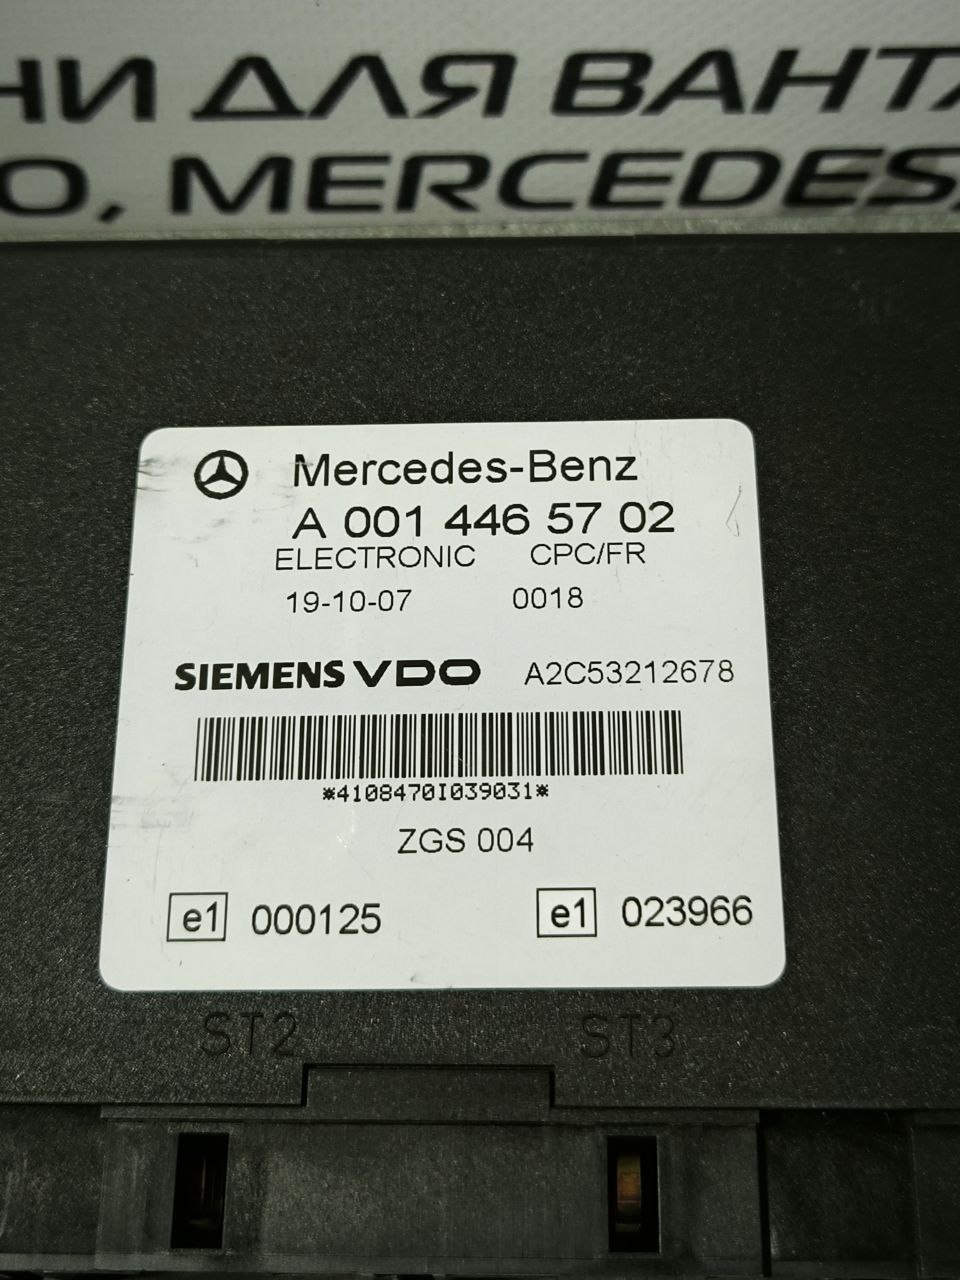 НИ ДЛЯ ВАНТА
O, MERCEDES,
Mercedes-Benz
A 001 446 57 02
ELECTRONIC CPC/FR
19-10-07 0018
SIEMENS VDO A2C53212678
*4108470I039031*
ZGS 004
e1 000125 e1 023966
ST2 ST3